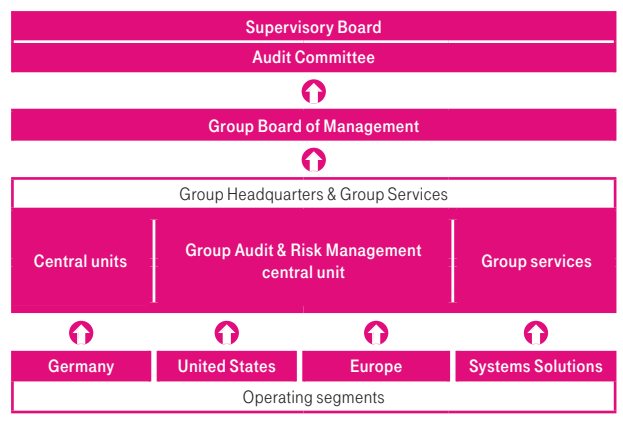 Supervisory Board
Audit Committee
Group Board of Management
Group Headquarters & Group Services
Central units
Group Audit & Risk Management
central unit
Group services
Germany
United States
Europe
Systems Solutions
Operating segments